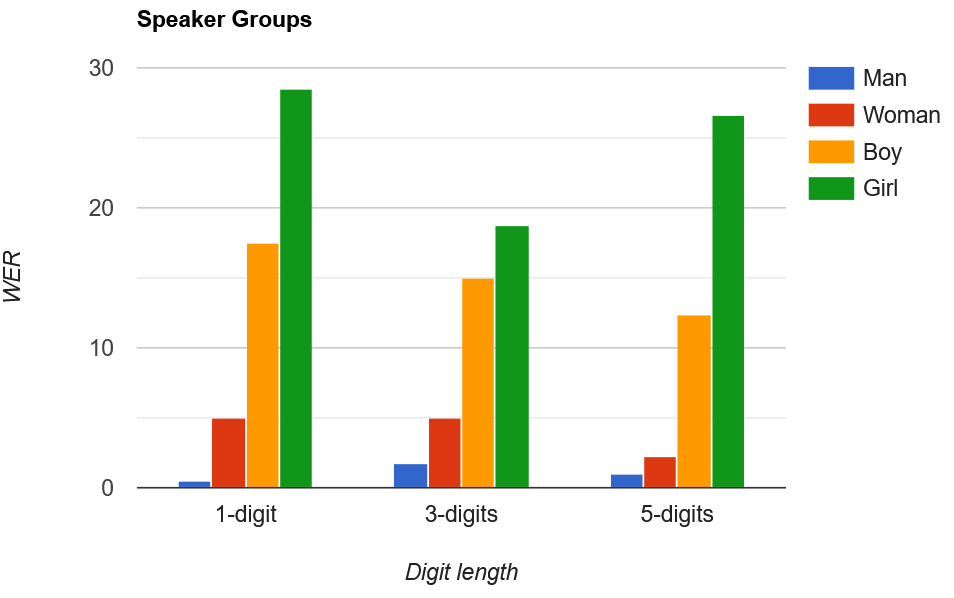 Speaker Groups
30
20
10
0
WER
1-digit
3-digits
5-digits
Digit length
Man
Woman
Boy
Girl